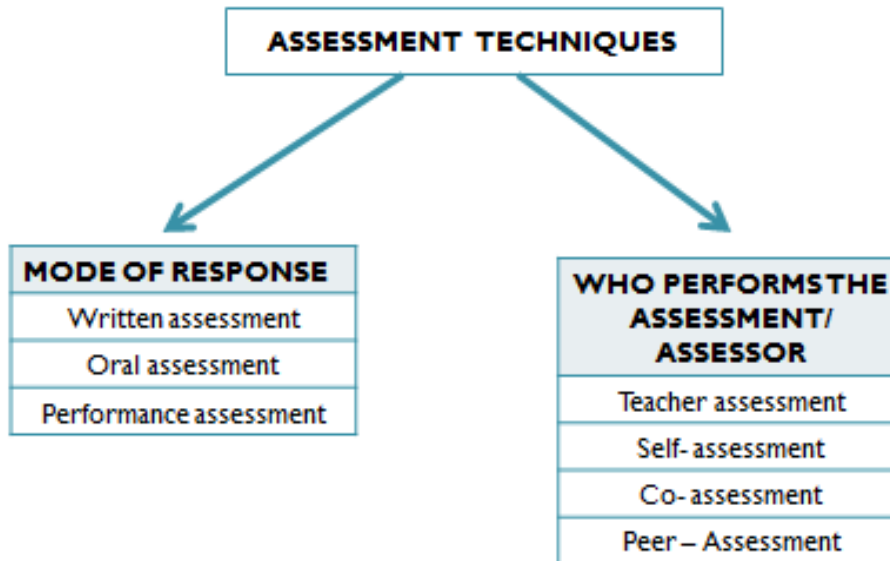 ASSESSMENT TECHNIQUES
MODE OF RESPONSE
Written assessment
Oral assessment
Performance assessment
WHO PERFORMS THE
ASSESSMENT/
ASSESSOR
Teacher assessment
Self- assessment
Co- assessment
Peer – Assessment